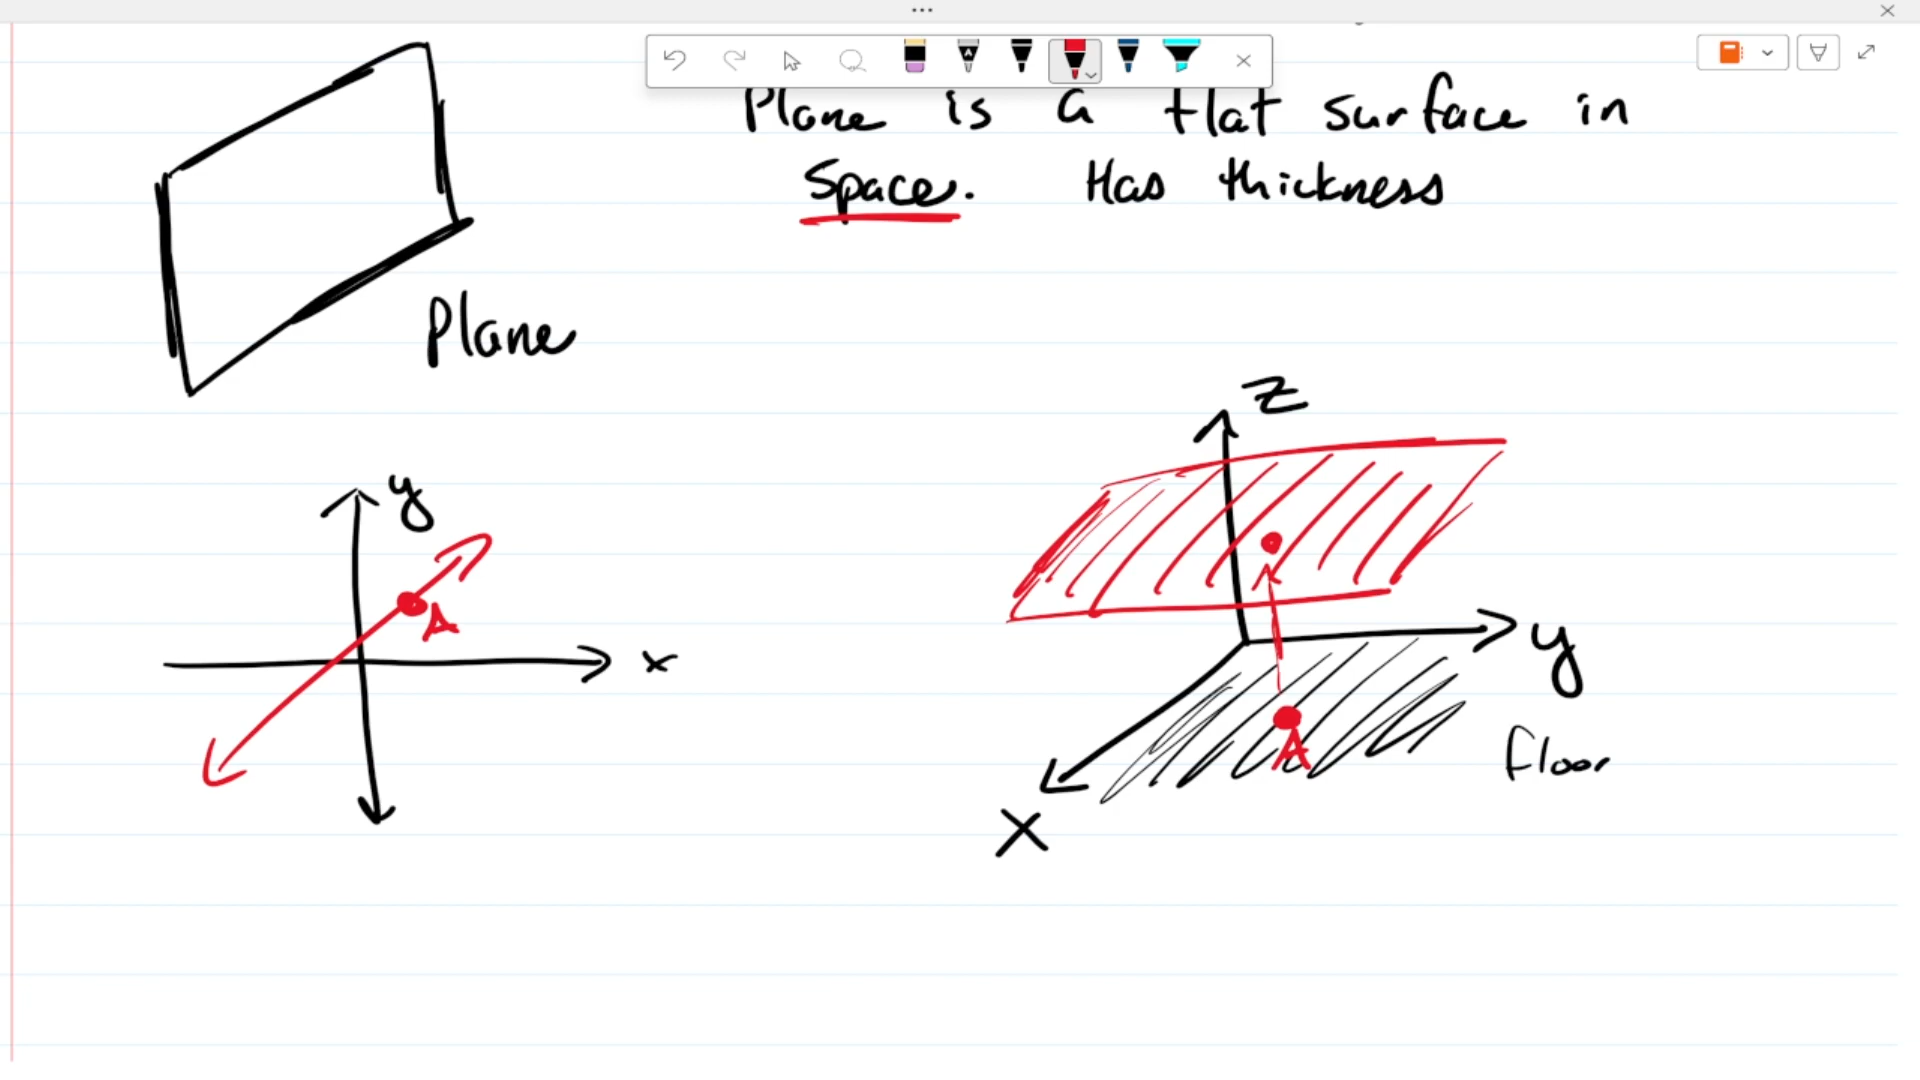 Plane is a flat surface in
space. Has thickness
Plane
z
y
A
x
y
A
floor
X